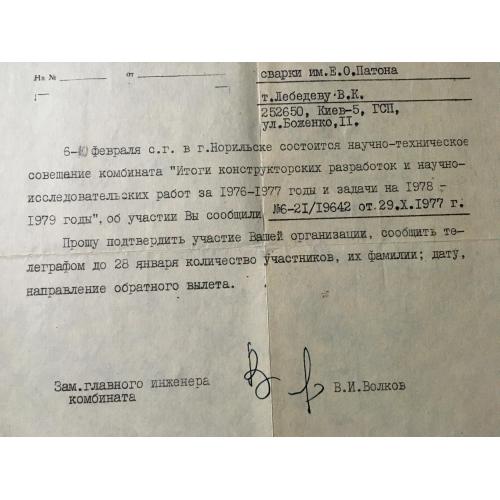 На № от
сварки им.Е.О.Патона
т.Лебедеву В.К.
252650, Киев-5, ГСП,
ул.Боженко,II.
6-10 февраля с.г. в г.Норильске состоится научно-техническое
совещание комбината "Итоги конструкторских разработок и научно-
исследовательских работ за 1976-1977 годы и задачи на 1978 -
1979 годы", об участии Вы сообщили №6-2I/I9642 от 29.X.1977 г.
Прошу подтвердить участие Вашей организации, сообщить те-
леграфом до 28 января количество участников, их фамилии; дату,
направление обратного вылета.
Зам.главного инженера
комбината
В.И.Волков